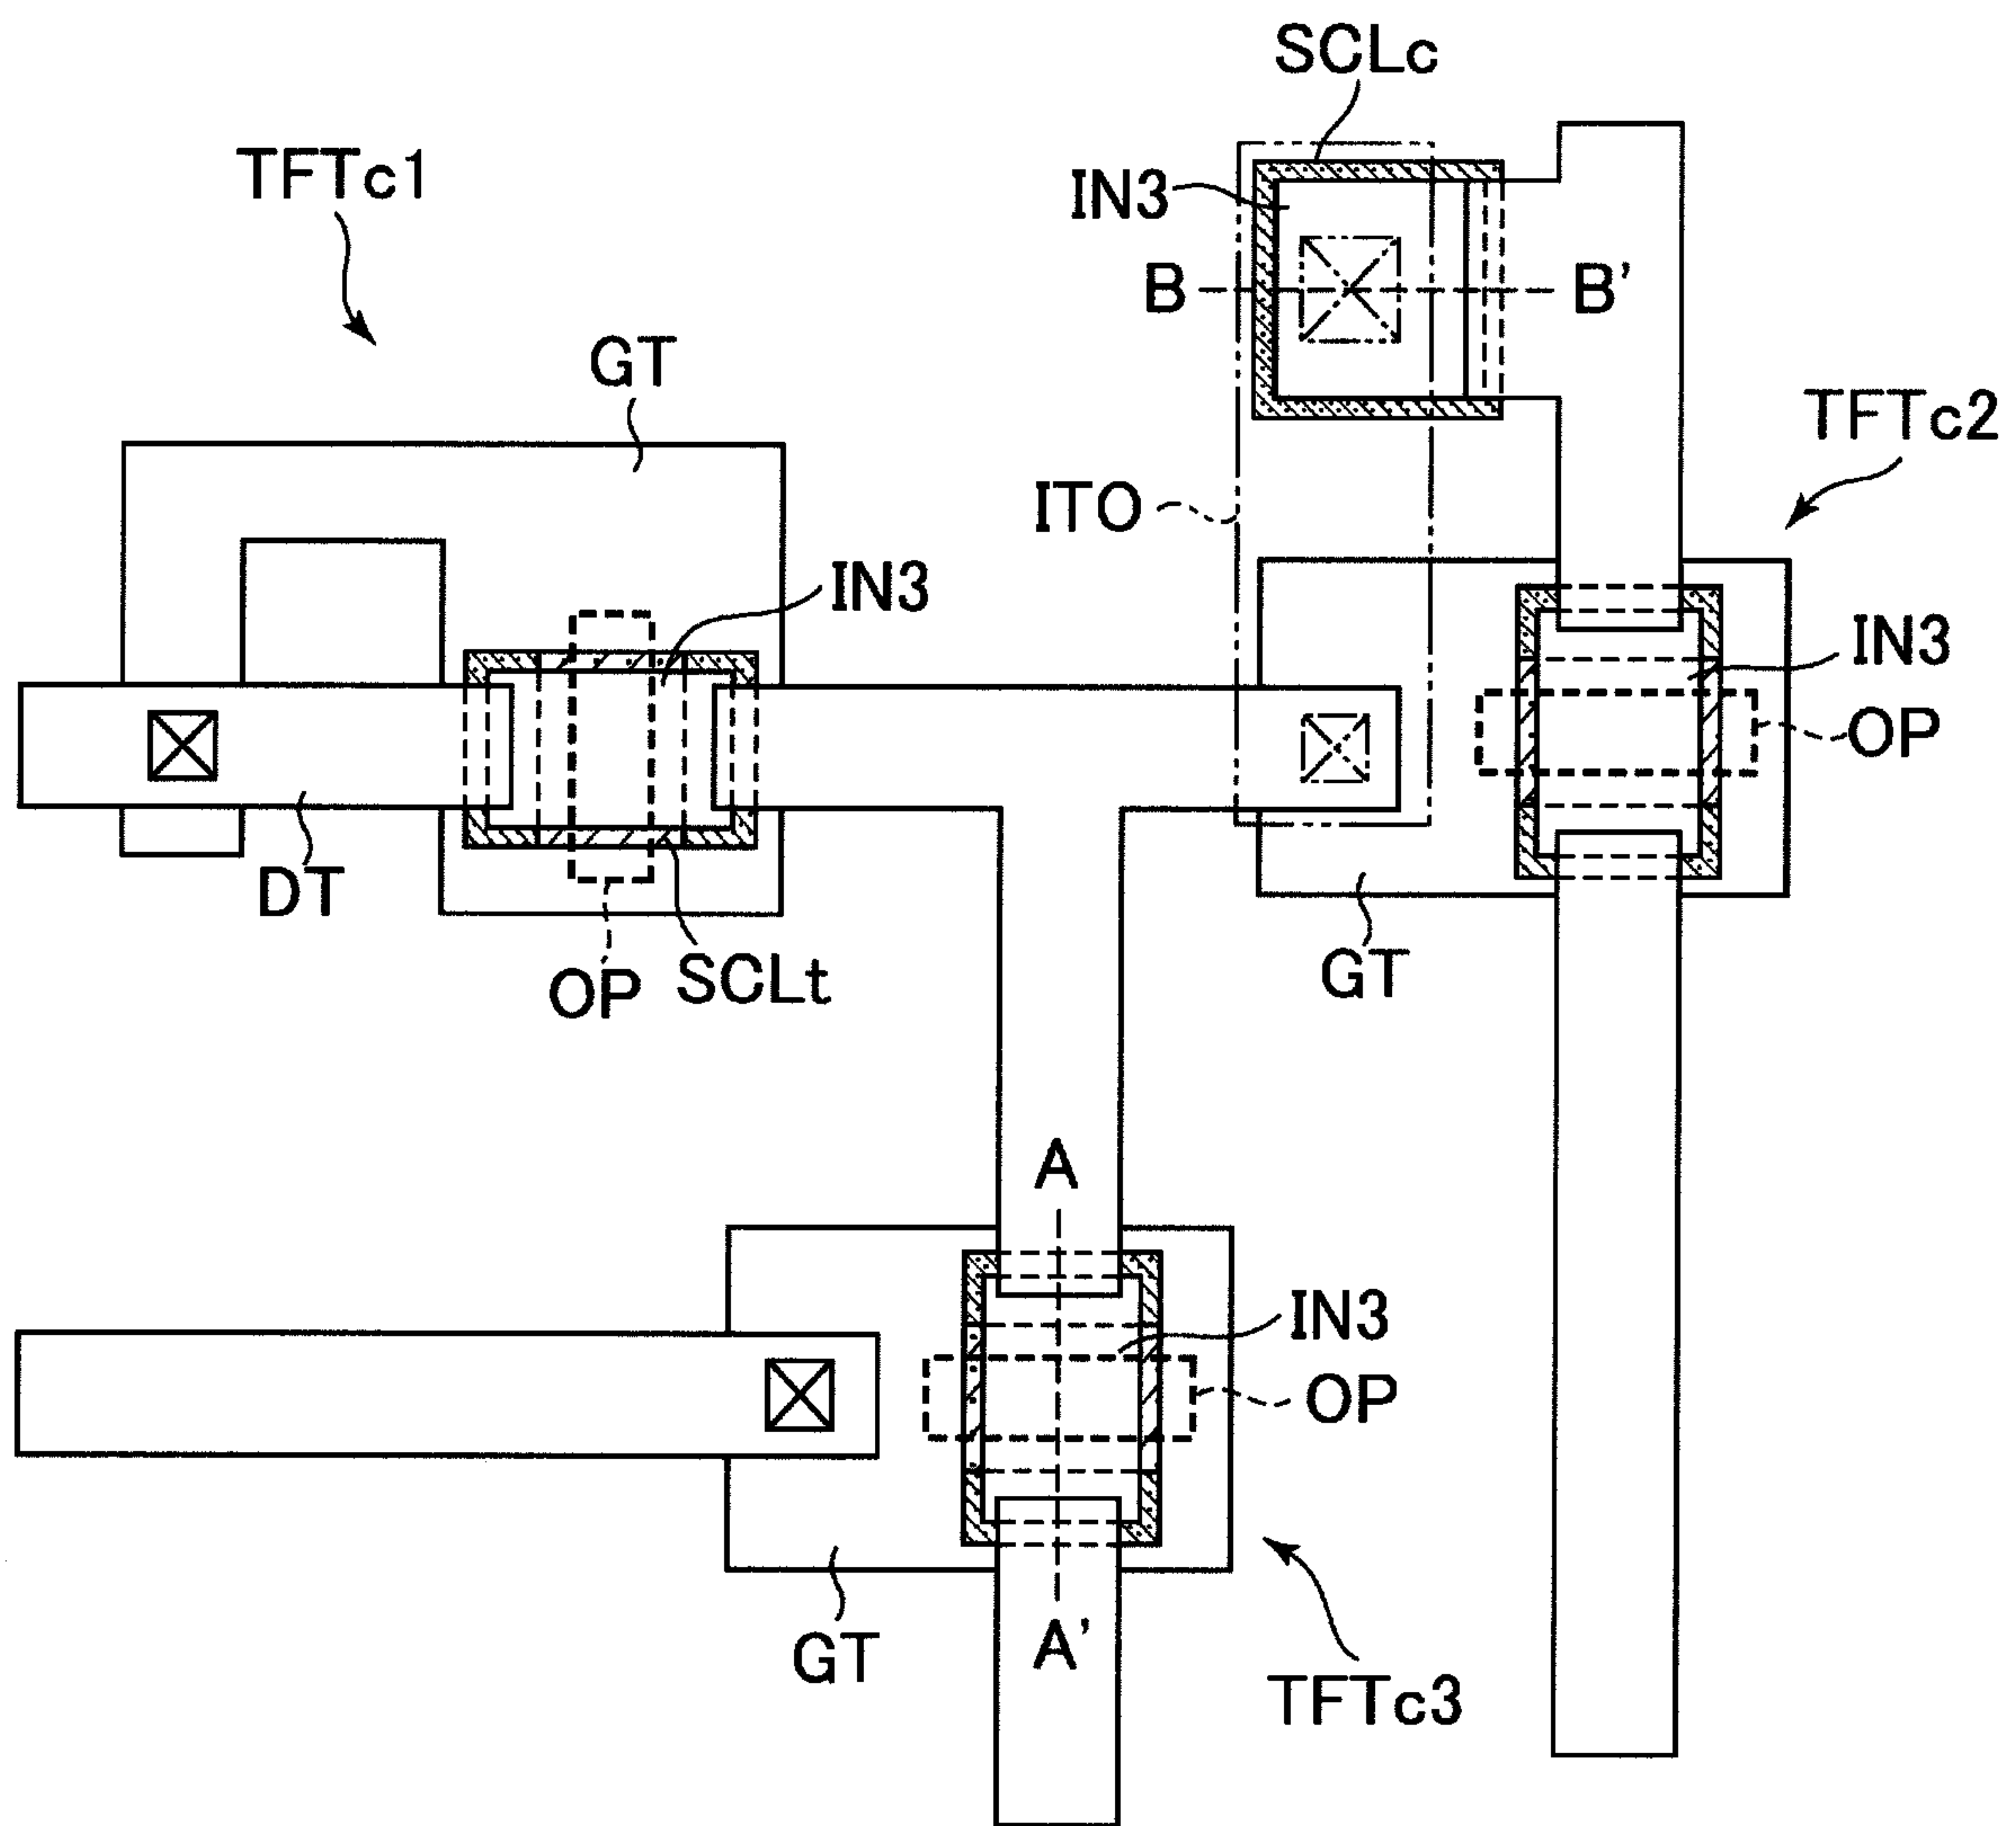 SCLc
TFTc1
IN3
B
B'
GT
TFTc2
ITO
IN3
IN3
OP
DT
OP
SCLt
GT
A
IN3
OP
GT
A'
TFTc3